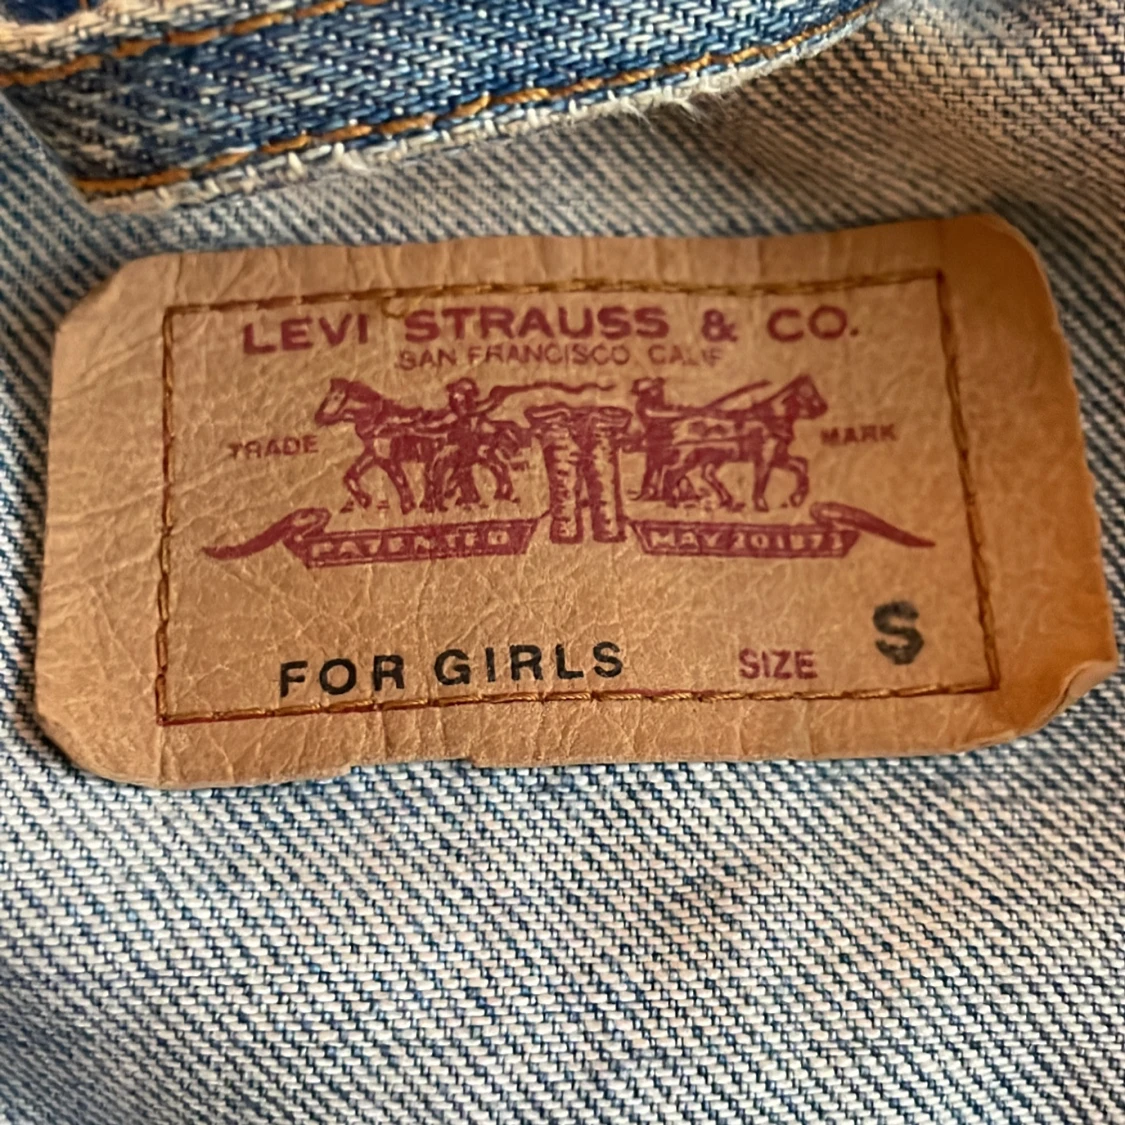 LEVI STRAUSS & CO.
SAN FRANCISCO CALIF
TRADE MARK
PATENTED MAY 20 1873
FOR GIRLS SIZE S